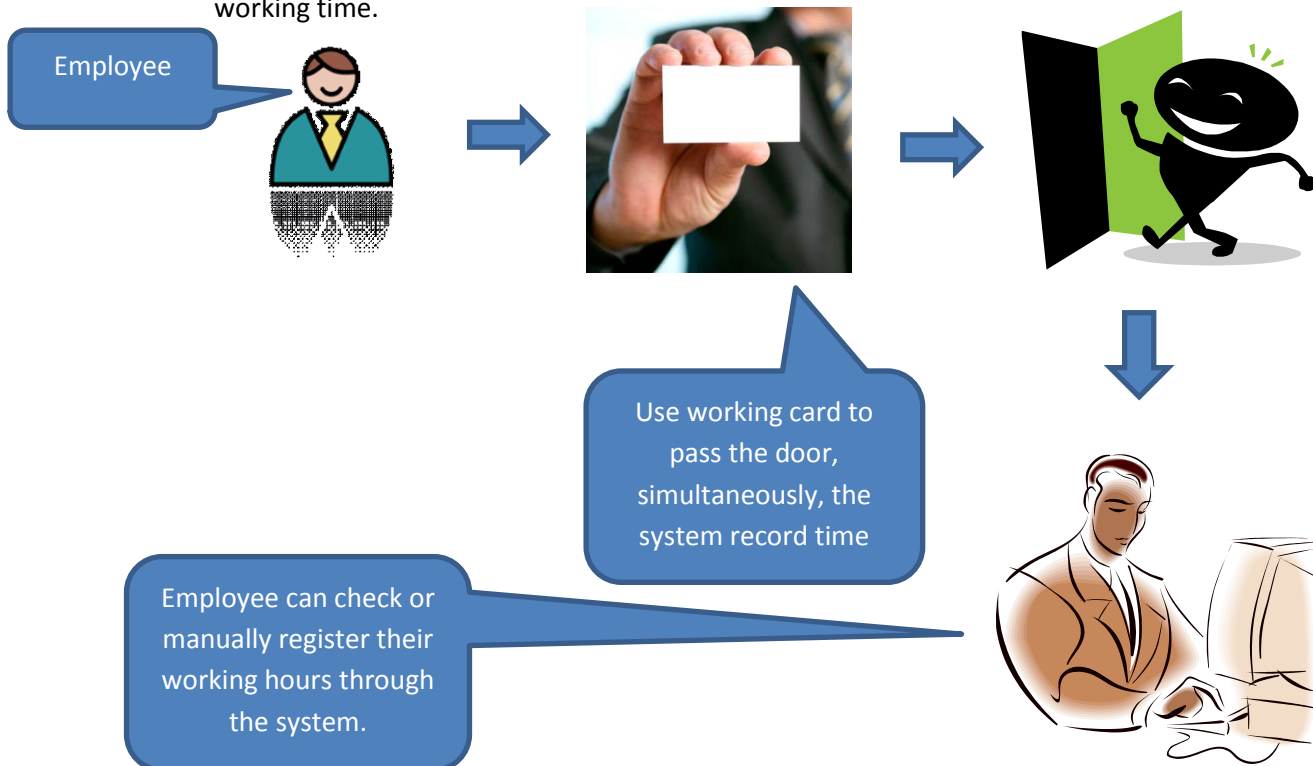 working time.
Employee
Use working card to
pass the door,
simultaneously, the
system record time
Employee can check or
manually register their
working hours through
the system.